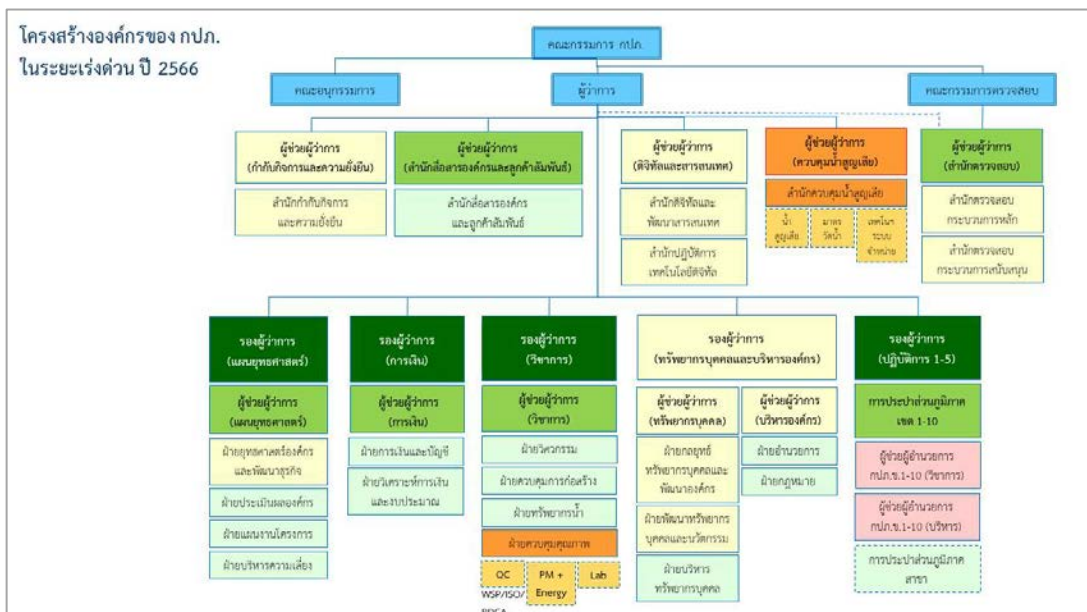 โครงสร้างองค์กรของ กปภ.
ในระยะเร่งด่วน ปี 2566
คณะกรรมการ กปภ.
คณะอนุกรรมการ
ผู้ว่าการ
คณะกรรมการตรวจสอบ
ผู้ช่วยผู้ว่าการ
(กำกับกิจการและความยั่งยืน)
สำนักกำกับกิจการ
และความยั่งยืน
ผู้ช่วยผู้ว่าการ
(สำนักสื่อสารองค์กรและลูกค้าสัมพันธ์)
สำนักสื่อสารองค์กร
และลูกค้าสัมพันธ์
ผู้ช่วยผู้ว่าการ
(ดิจิทัลและสารสนเทศ)
สำนักดิจิทัลและ
พัฒนาสารสนเทศ
สำนักปฏิบัติการ
เทคโนโลยีดิจิทัล
ผู้ช่วยผู้ว่าการ
(ควบคุมน้ำสูญเสีย)
สำนักควบคุมน้ำสูญเสีย
น้ำ
สูญเสีย
มาตร
วัดน้ำ
เทคโนฯ
ระบบ
จำหน่าย
ผู้ช่วยผู้ว่าการ
(สำนักตรวจสอบ)
สำนักตรวจสอบ
กระบวนการหลัก
สำนักตรวจสอบ
กระบวนการสนับสนุน
รองผู้ว่าการ
(แผนยุทธศาสตร์)
ผู้ช่วยผู้ว่าการ
(แผนยุทธศาสตร์)
ฝ่ายยุทธศาสตร์องค์กร
และพัฒนาธุรกิจ
ฝ่ายประเมินผลองค์กร
ฝ่ายแผนงานโครงการ
ฝ่ายบริหารความเสี่ยง
รองผู้ว่าการ
(การเงิน)
ผู้ช่วยผู้ว่าการ
(การเงิน)
ฝ่ายการเงินและบัญชี
ฝ่ายวิเคราะห์การเงิน
และงบประมาณ
รองผู้ว่าการ
(วิชาการ)
ผู้ช่วยผู้ว่าการ
(วิชาการ)
ฝ่ายวิศวกรรม
ฝ่ายควบคุมการก่อสร้าง
ฝ่ายทรัพยากรน้ำ
ฝ่ายควบคุมคุณภาพ
QC
WSP/ISO/
PM +
Energy
Lab
รองผู้ว่าการ
(ทรัพยากรบุคคลและบริหารองค์กร)
ผู้ช่วยผู้ว่าการ
(ทรัพยากรบุคคล)
ฝ่ายกลยุทธ์
ทรัพยากรบุคคลและ
พัฒนาองค์กร
ฝ่ายพัฒนาทรัพยากร
บุคคลและนวัตกรรม
ฝ่ายบริหาร
ทรัพยากรบุคคล
ผู้ช่วยผู้ว่าการ
(บริหารองค์กร)
ฝ่ายอำนวยการ
ฝ่ายกฎหมาย
รองผู้ว่าการ
(ปฏิบัติการ 1-5)
การประปาส่วนภูมิภาค
เขต 1-10
ผู้ช่วยผู้อำนวยการ
กปภ.ข.1-10 (วิชาการ)
ผู้ช่วยผู้อำนวยการ
กปภ.ข.1-10 (บริหาร)
การประปาส่วนภูมิภาค
สาขา